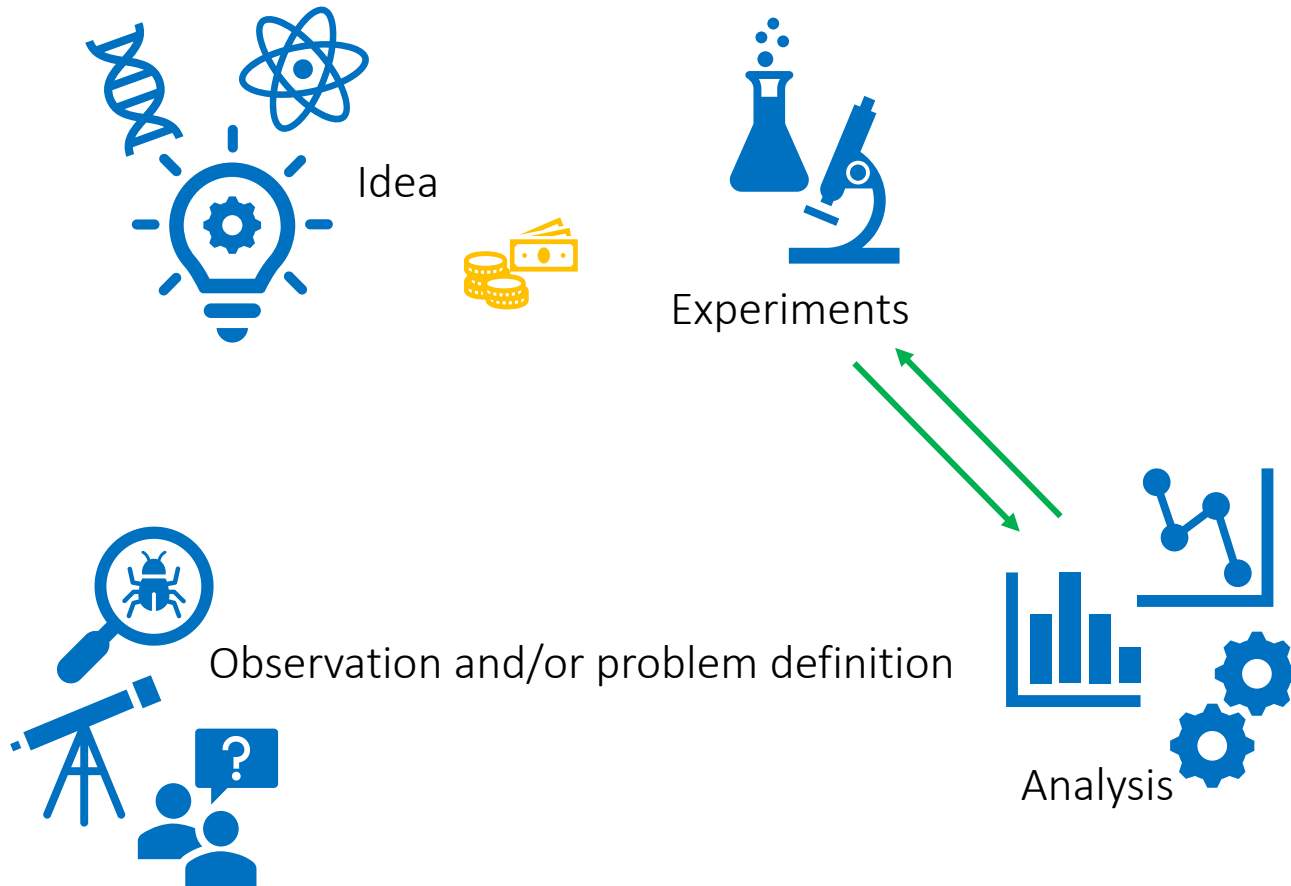 Idea
Experiments
Observation and/or problem definition
?
Analysis